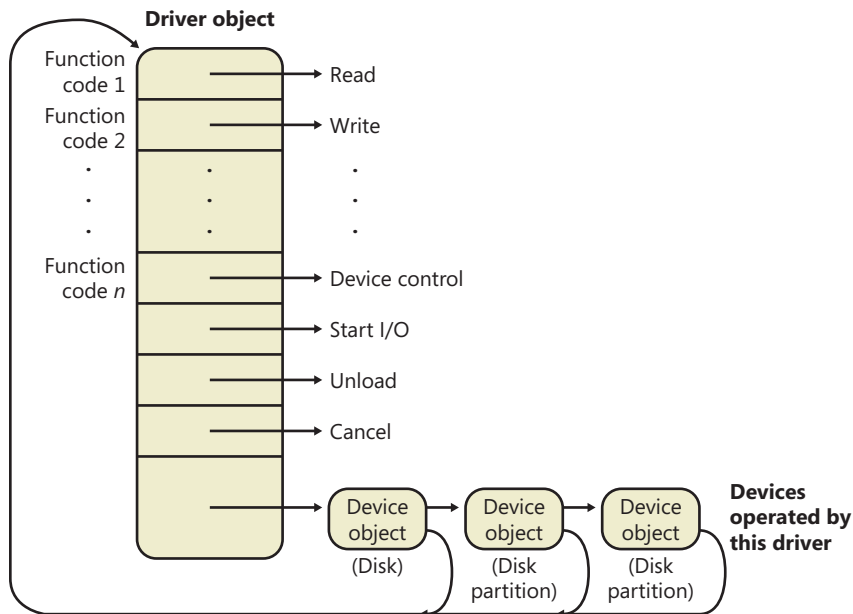 Driver object
Function
code 1
Read
Function
code 2
Write
. . .
. . .
. . .
Function
code n
Device control
Start I/O
Unload
Cancel
Device
object
(Disk)
Device
object
(Disk
partition)
Device
object
(Disk
partition)
Devices
operated by
this driver